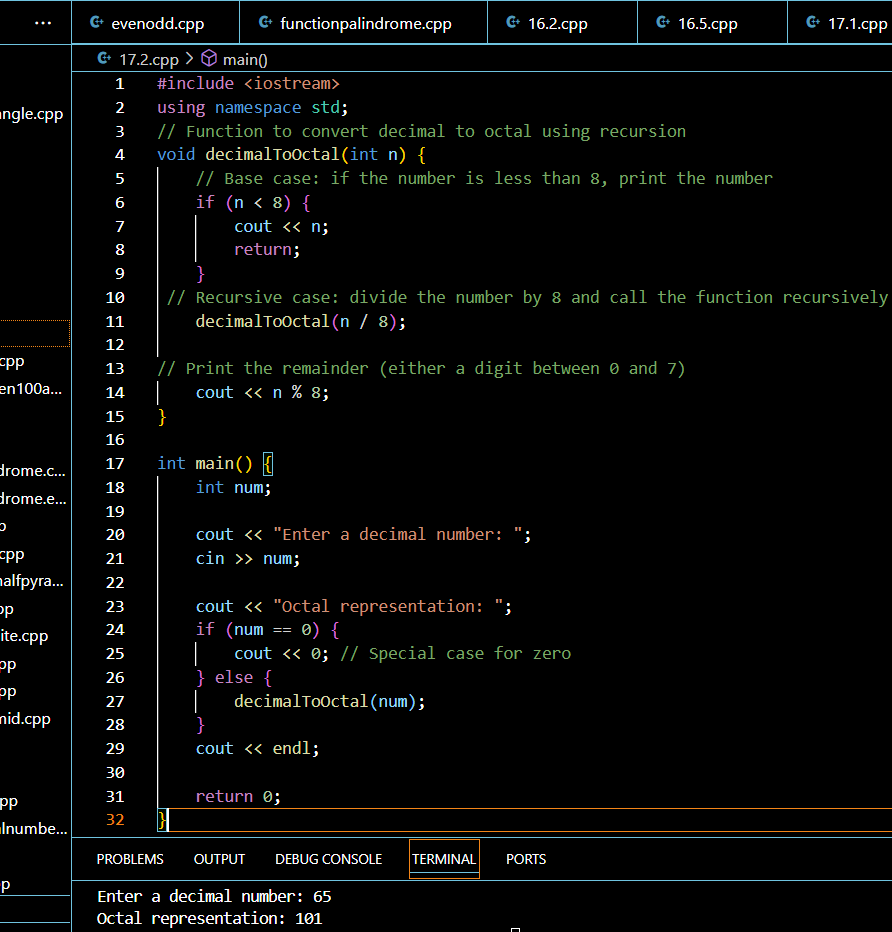 ... evenodd.cpp functionpalindrome.cpp 16.2.cpp 16.5.cpp 17.1.cpp
17.2.cpp > main()
angle.cpp
cpp
en100a...
drome.c...
drome.e...
p
cpp
halfpyra...
pp
ite.cpp
pp
pp
mid.cpp
pp
alnumbe...
p
1 #include <iostream>
2 using namespace std;
3 // Function to convert decimal to octal using recursion
4 void decimalToOctal(int n) {
5 // Base case: if the number is less than 8, print the number
6 if (n < 8) {
7 cout << n;
8 return;
9 }
10 // Recursive case: divide the number by 8 and call the function recursively
11 decimalToOctal(n / 8);
12
13 // Print the remainder (either a digit between 0 and 7)
14 cout << n % 8;
15 }
16
17 int main() {
18 int num;
19
20 cout << "Enter a decimal number: ";
21 cin >> num;
22
23 cout << "Octal representation: ";
24 if (num == 0) {
25 cout << 0; // Special case for zero
26 } else {
27 decimalToOctal(num);
28 }
29 cout << endl;
30
31 return 0;
32 }
PROBLEMS OUTPUT DEBUG CONSOLE TERMINAL PORTS
Enter a decimal number: 65
Octal representation: 101